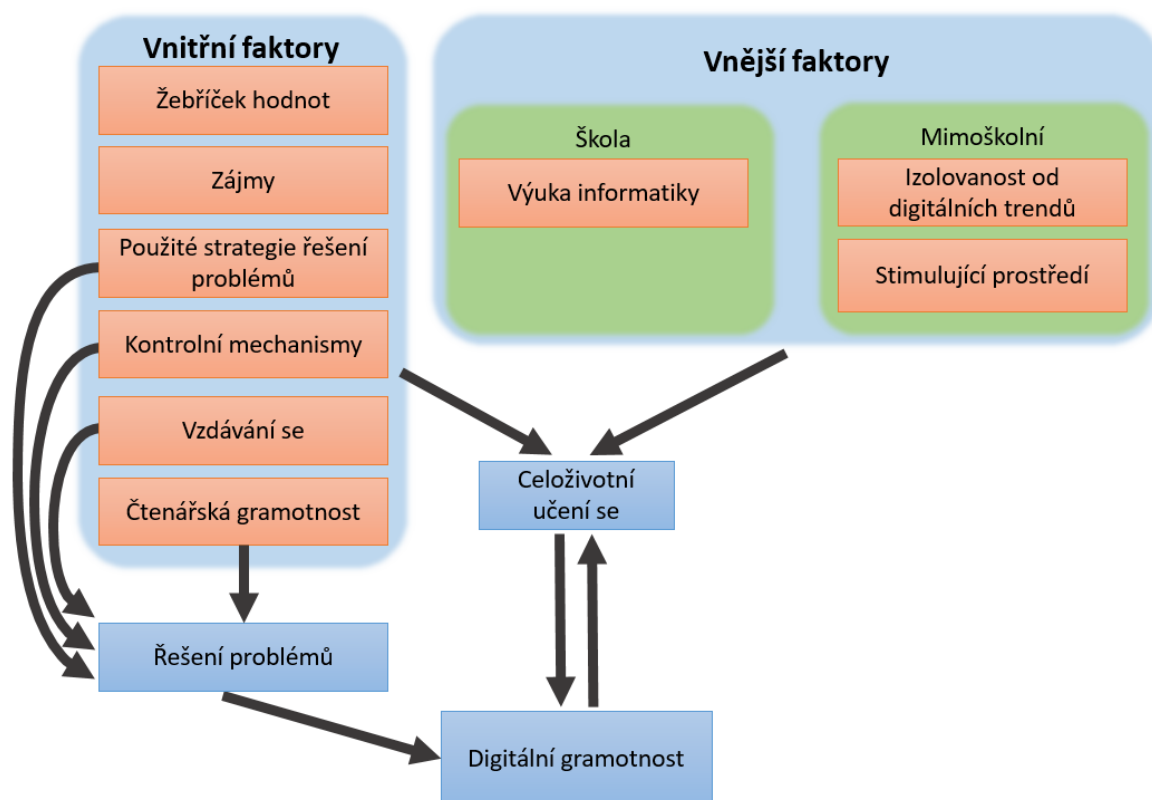 Vnitřní faktory
Žebříček hodnot
Zájmy
Použité strategie řešení
problémů
Kontrolní mechanismy
Vzdávání se
Čtenářská gramotnost
Vnější faktory
Škola
Výuka informatiky
Mimoškolní
Izolovanost od
digitálních trendů
Stimulující prostředí
Celoživotní
učení se
Řešení problémů
Digitální gramotnost